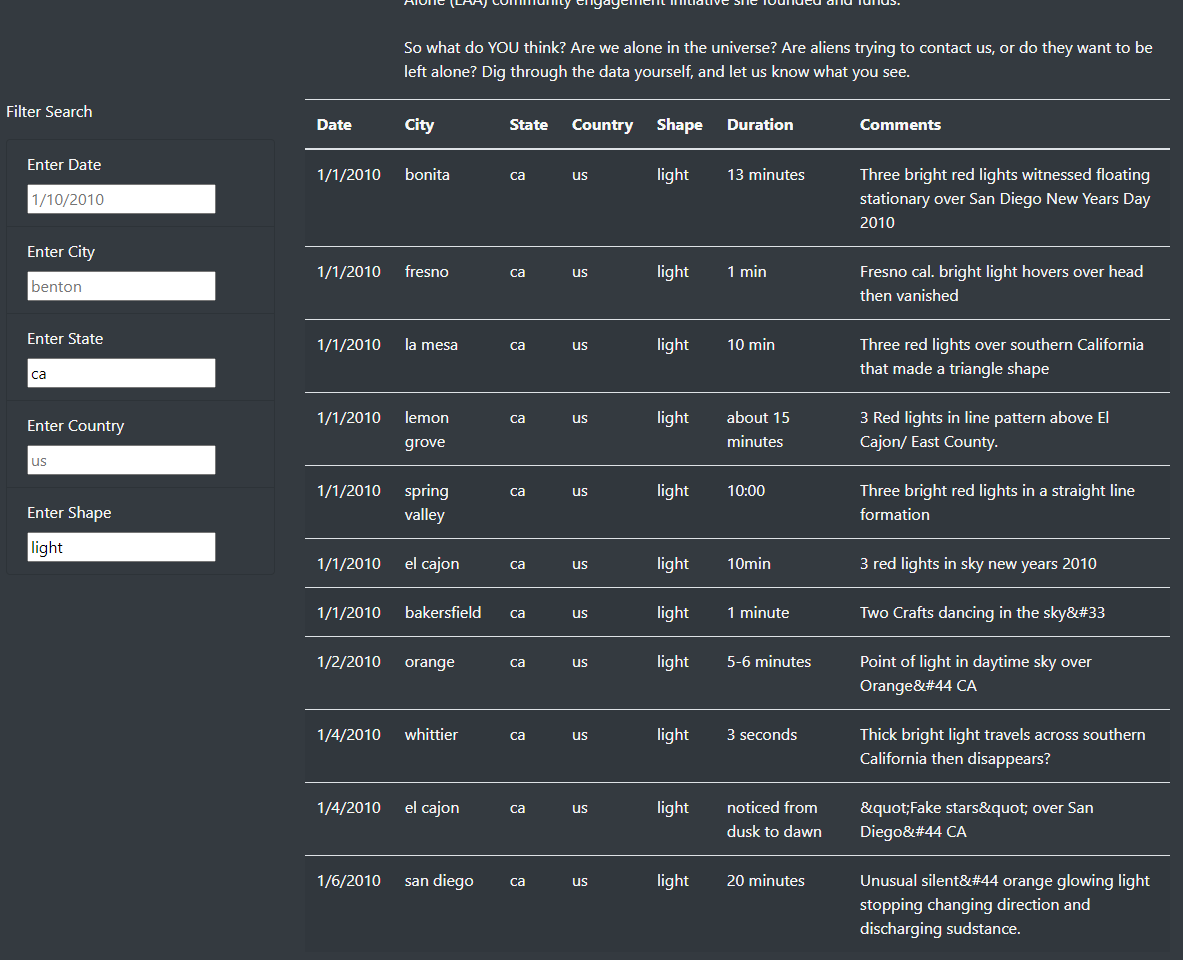 Alone (EAA) community engagement initiative she founded and funds.
So what do YOU think? Are we alone in the universe? Are aliens trying to contact us, or do they want to be
left alone? Dig through the data yourself, and let us know what you see.
Filter Search
Enter Date
1/10/2010
Enter City
benton
Enter State
ca
Enter Country
us
Enter Shape
light
Date City State Country Shape Duration Comments
1/1/2010 bonita ca us light 13 minutes Three bright red lights witnessed floating
stationary over San Diego New Years Day
2010
1/1/2010 fresno ca us light 1 min Fresno cal. bright light hovers over head
then vanished
1/1/2010 la mesa ca us light 10 min Three red lights over southern California
that made a triangle shape
1/1/2010 lemon ca us light about 15 3 Red lights in line pattern above El
grove minutes Cajon/ East County.
1/1/2010 spring ca us light 10:00 Three bright red lights in a straight line
valley formation
1/1/2010 el cajon ca us light 10min 3 red lights in sky new years 2010
1/1/2010 bakersfield ca us light 1 minute Two Crafts dancing in the sky&#33
1/2/2010 orange ca us light 5-6 minutes Point of light in daytime sky over
Orange&#44 CA
1/4/2010 whittier ca us light 3 seconds Thick bright light travels across southern
California then disappears?
1/4/2010 el cajon ca us light noticed from &quot;Fake stars&quot; over San
dusk to dawn Diego&#44 CA
1/6/2010 san diego ca us light 20 minutes Unusual silent&#44 orange glowing light
stopping changing direction and
discharging sudstance.